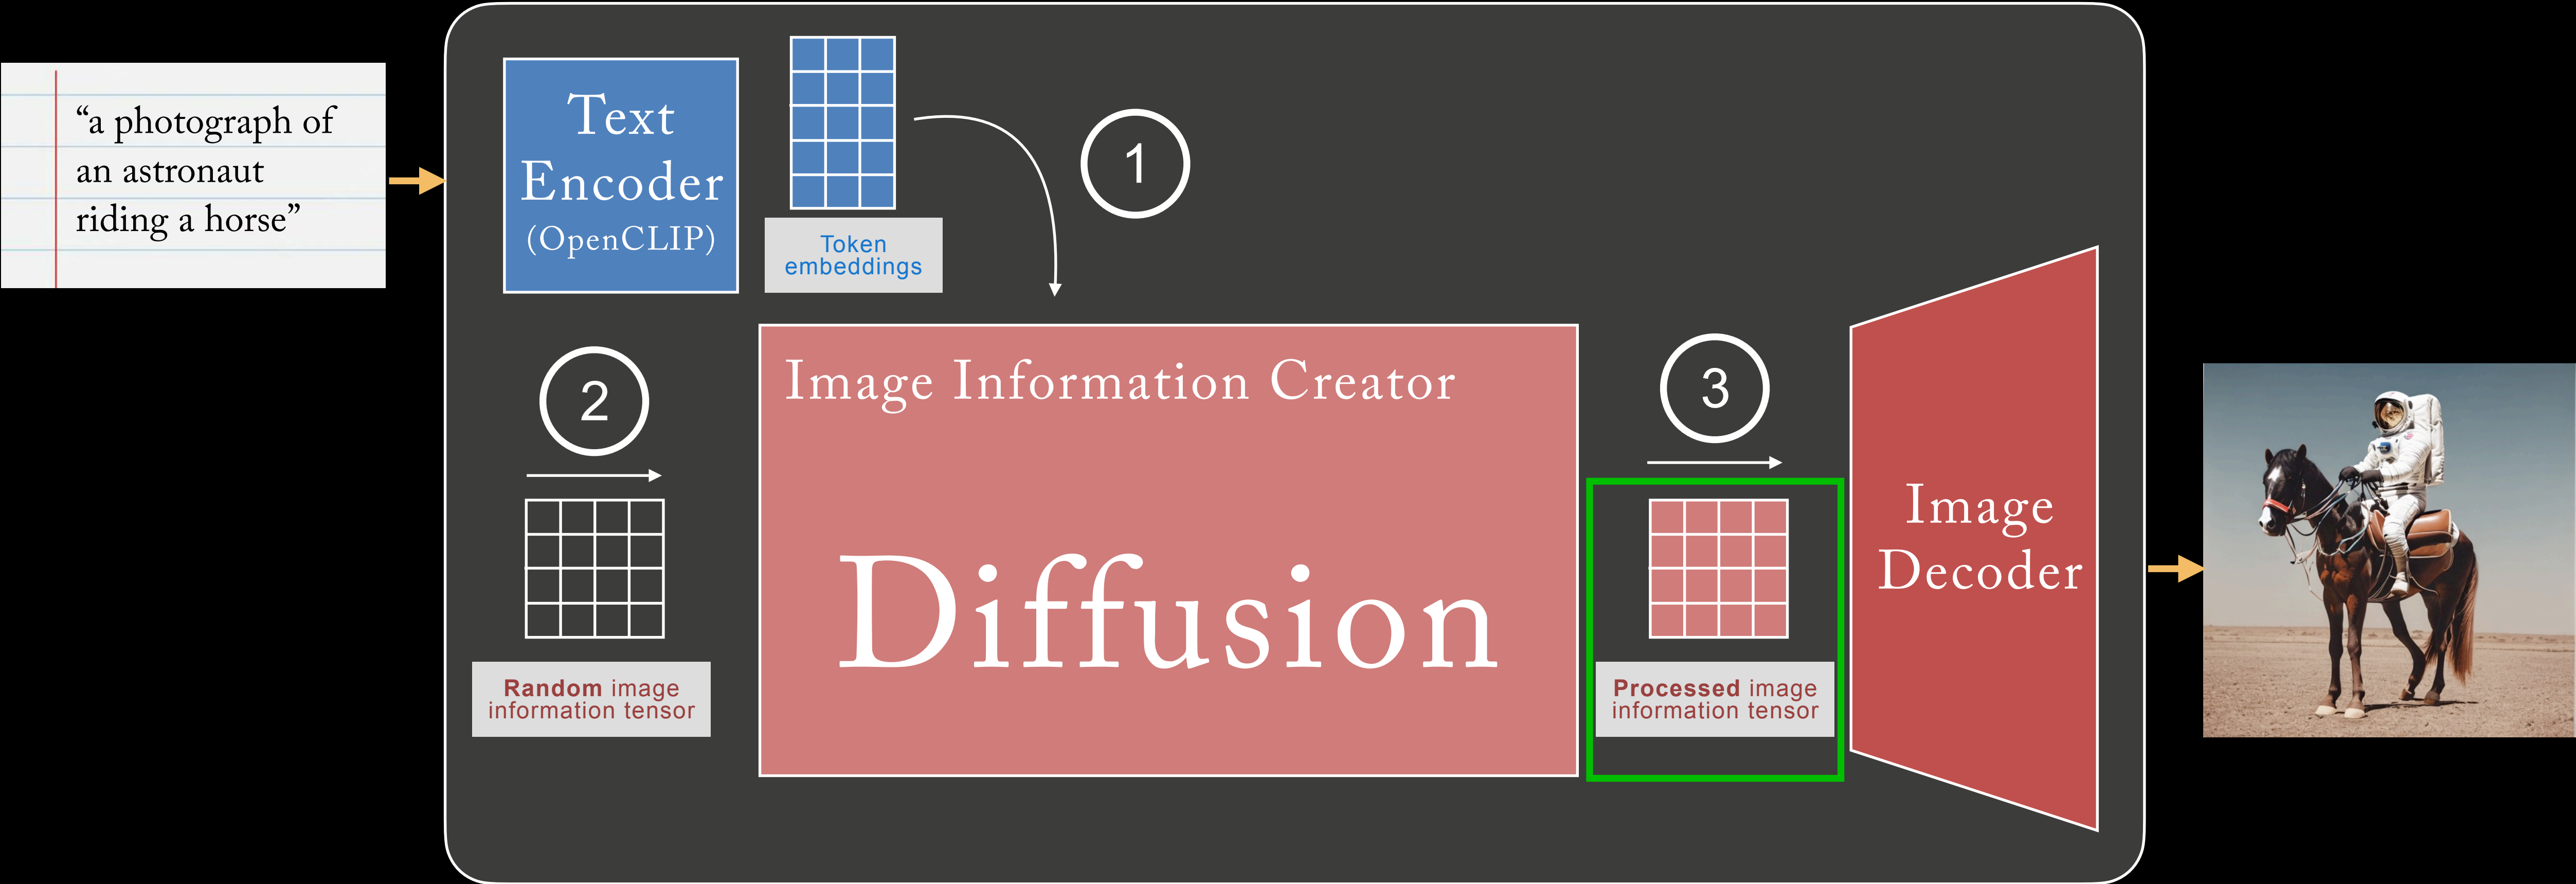 “a photograph of
an astronaut
riding a horse”
Text
Encoder
(OpenCLIP)
Token
embeddings
1
2
Random image
information tensor
Image Information Creator
Diffusion
3
Processed image
information tensor
Image
Decoder